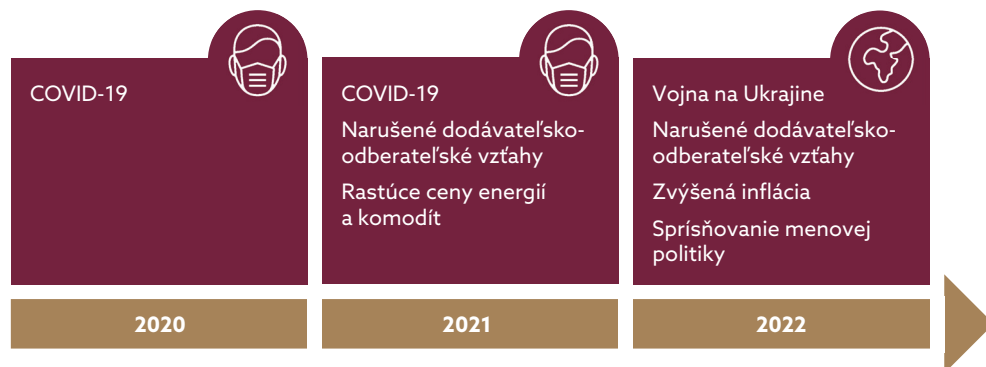 COVID-19
2020
COVID-19
Narušené dodávateľsko-
odberateľské vzťahy
Rastúce ceny energií
a komodít
2021
Vojna na Ukrajine
Narušené dodávateľsko-
odberateľské vzťahy
Zvýšená inflácia
Sprísňovanie menovej
politiky
2022